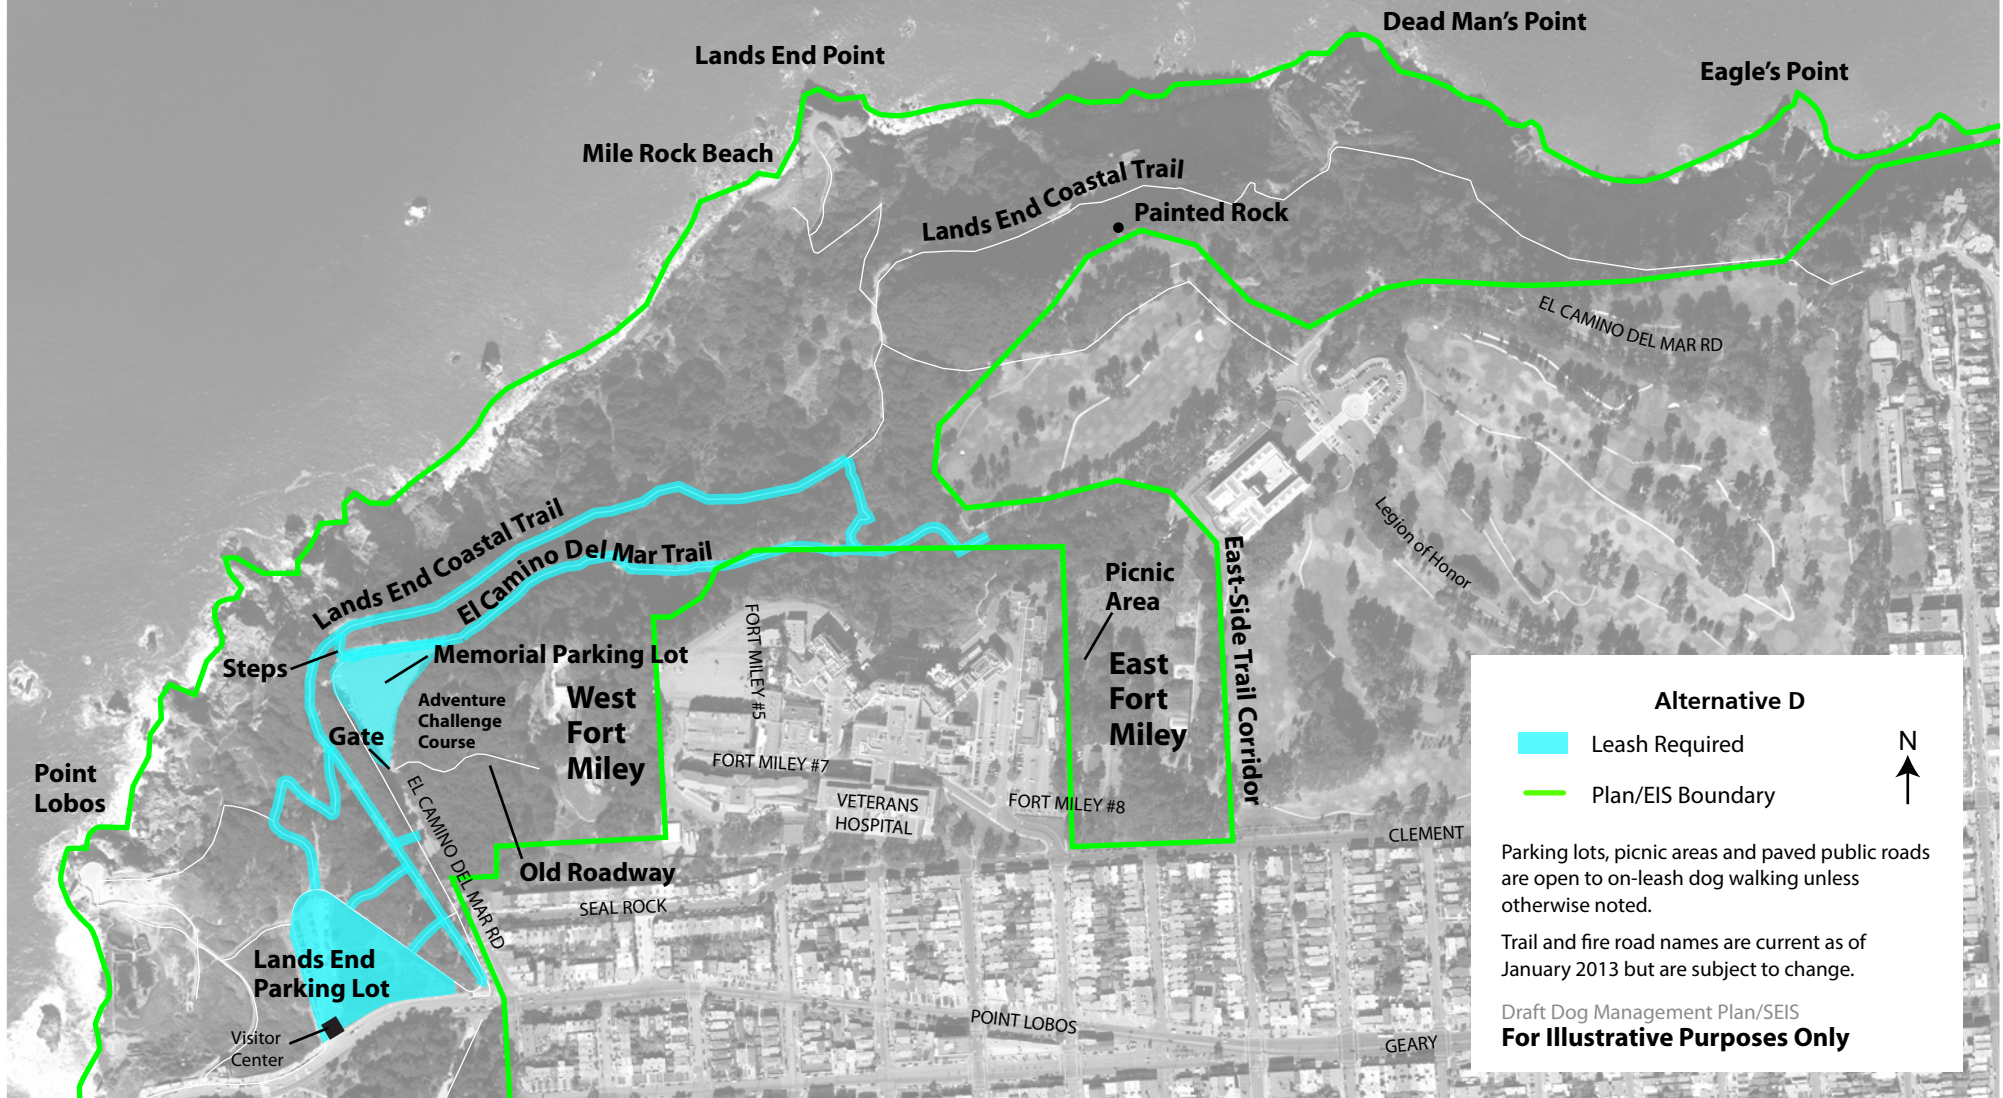 Dead Man's Point
Lands End Point
Eagle's Point
Mile Rock Beach
Lands End Coastal Trail
Painted Rock
EL CAMINO DEL MAR RD
Lands End Coastal Trail
El Camino Del Mar Trail
Legion of Honor
East-Side Trail Corridor
Picnic
Area
Steps
Memorial Parking Lot
FORT MILEY #5
East
Fort
Miley
West
Fort
Miley
Adventure
Challenge
Course
Gate
Point
Lobos
FORT MILEY #7
EL CAMINO DEL MAR RD
VETERANS
HOSPITAL
FORT MILEY #8
CLEMENT
Old Roadway
SEAL ROCK
Lands End
Parking Lot
Visitor
Center
POINT LOBOS
GEARY
Alternative D
Leash Required
N
Plan/EIS Boundary
Parking lots, picnic areas and paved public roads
are open to on-leash dog walking unless
otherwise noted.
Trail and fire road names are current as of
January 2013 but are subject to change.
Draft Dog Management Plan/SEIS
For Illustrative Purposes Only